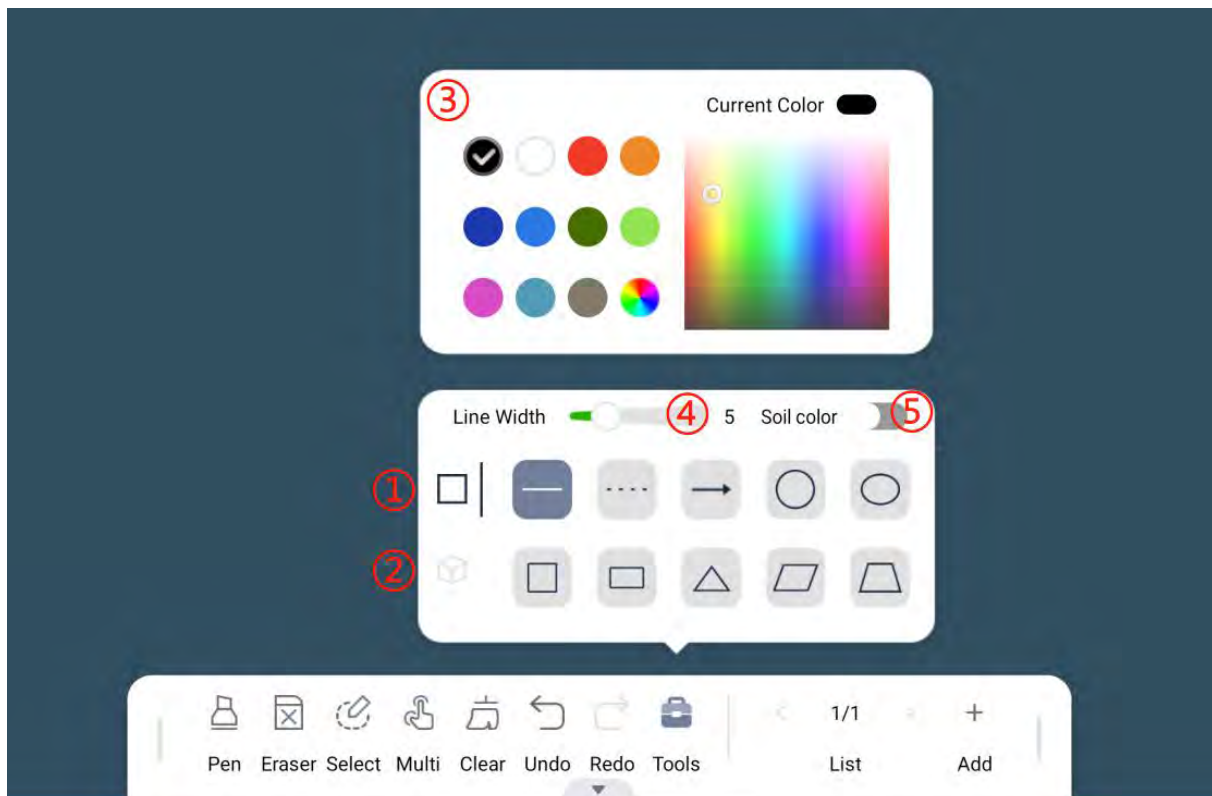 ③
Current Color
Line Width ④ 5 Soil color ⑤
①
②
1/1
Pen Eraser Select Multi Clear Undo Redo Tools List Add